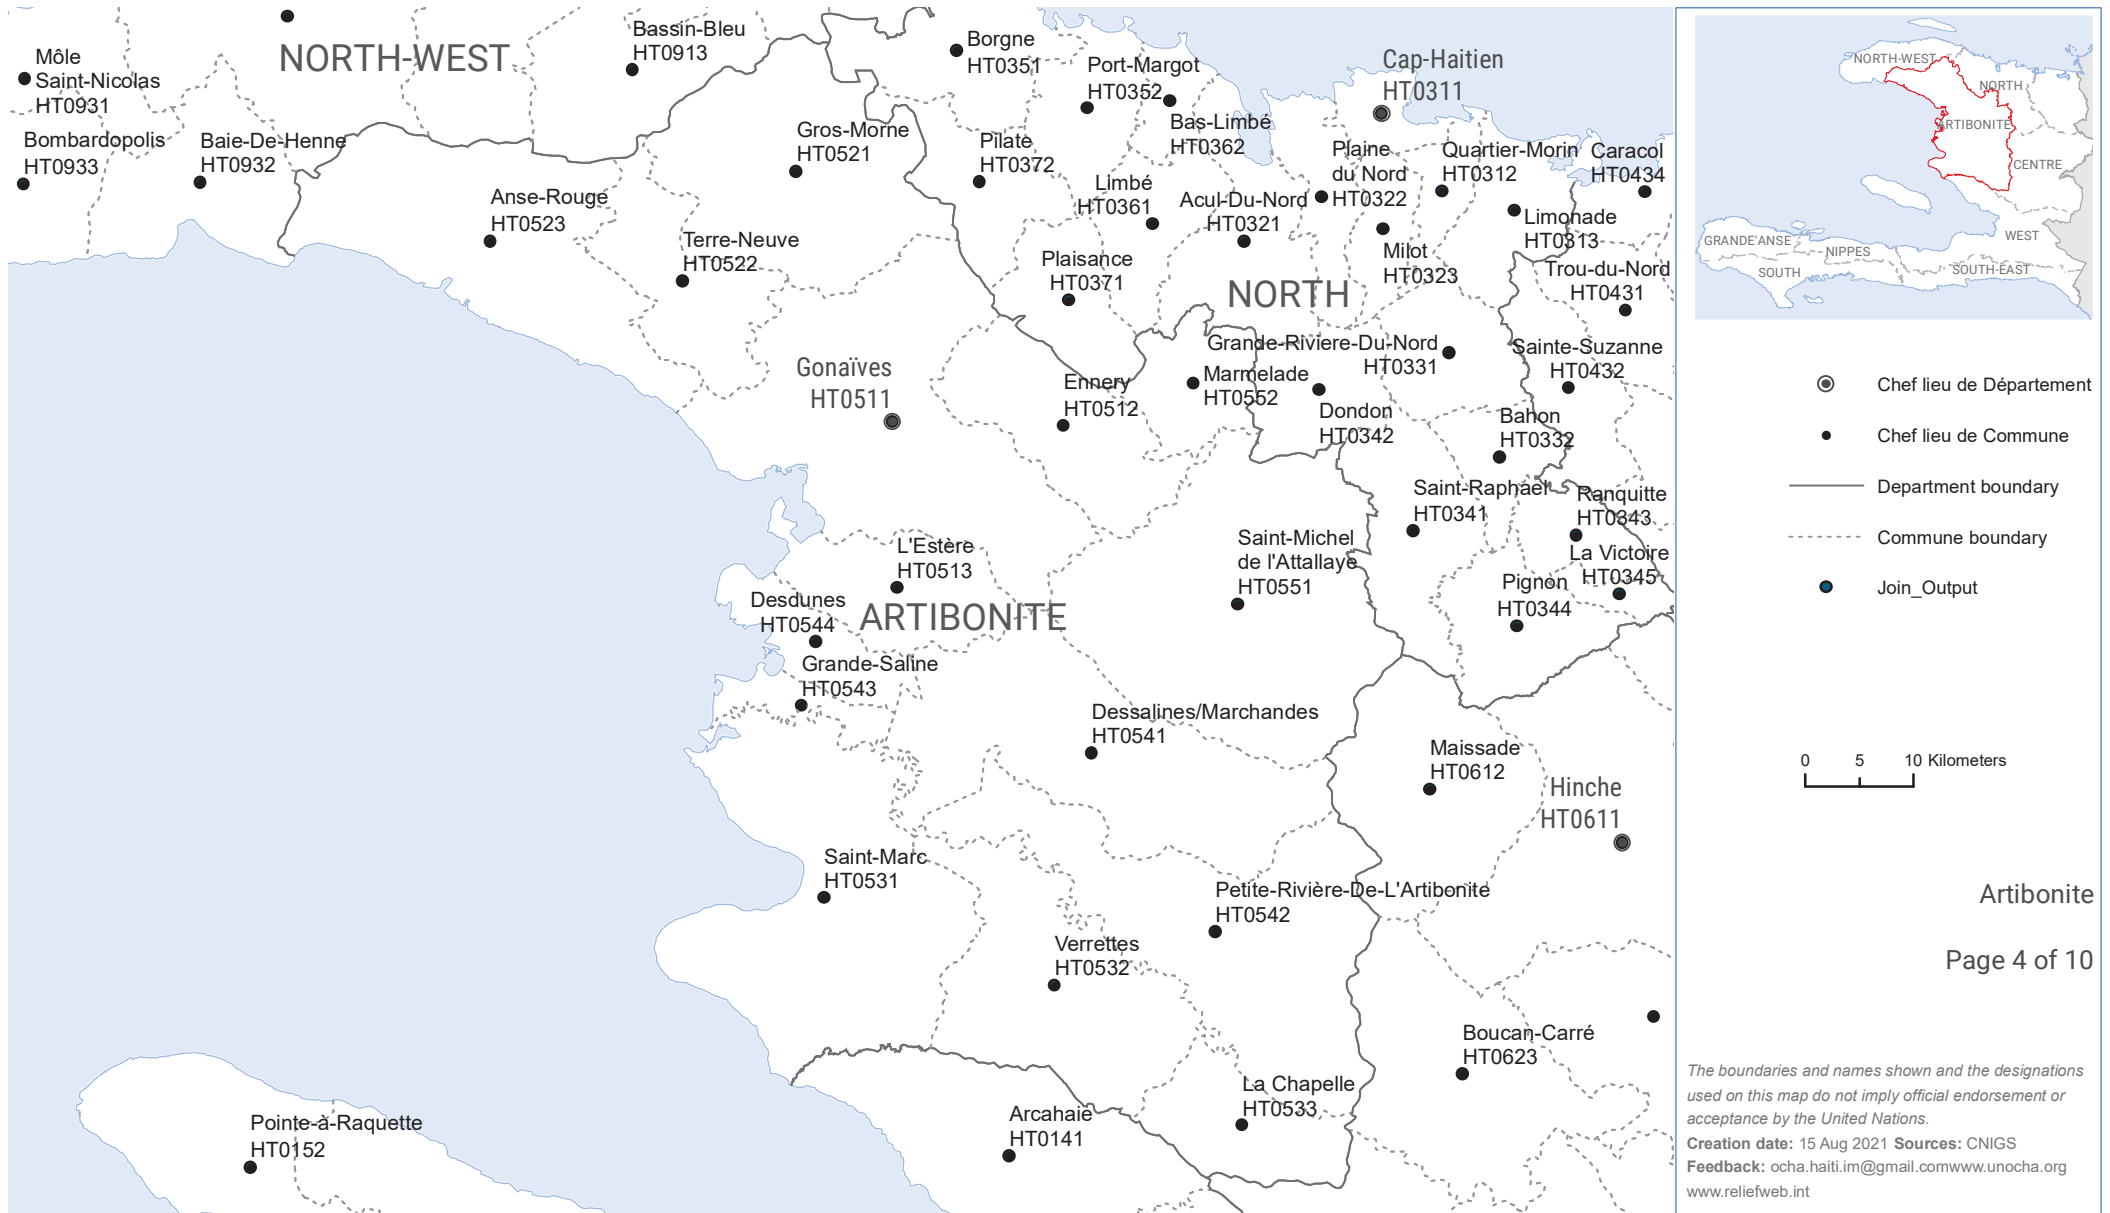 NORTH-WEST
Môle
Saint-Nicolas
HT0931
Bombardopolis
HT0933
Baie-De-Henne
HT0932
Bassin-Bleu
HT0913
Borgne
HT0351
Port-Margot
HT0352
Bas-Limbé
HT0362
Cap-Haitien
HT0311
Gros-Morne
HT0521
Pilate
HT0372
Limbé
HT0361
Acul-Du-Nord
HT0321
Plaine
du Nord
HT0322
Quartier-Morin
HT0312
Caracol
HT0434
Limonade
HT0313
Milot
HT0323
Trou-du-Nord
HT0431
Anse-Rouge
HT0523
Terre-Neuve
HT0522
Plaisance
HT0371
NORTH
Grande-Riviere-Du-Nord
HT0331
Sainte-Suzanne
HT0432
Gonaïves
HT0511
Ennery
HT0512
Marmelade
HT0552
Dondon
HT0342
Bahon
HT0332
Saint-Raphael
HT0341
Ranquitte
HT0343
La Victoire
HT0345
Pignon
HT0344
L'Estère
HT0513
Saint-Michel
de l'Attallaye
HT0551
Desdunes
HT0544
ARTIBONITE
Grande-Saline
HT0543
Dessalines/Marchandes
HT0541
Maissade
HT0612
Hinche
HT0611
Saint-Marc
HT0531
Petite-Rivière-De-L'Artibonite
HT0542
Verrettes
HT0532
Boucan-Carré
HT0623
La Chapelle
HT0533
Arcahaie
HT0141
Pointe-à-Raquette
HT0152
NORTH-WEST
NORTH
ARTIBONITE
CENTRE
GRANDE'ANSE
NIPPES
WEST
SOUTH
SOUTH-EAST
Chef lieu de Département
Chef lieu de Commune
Department boundary
Commune boundary
Join_Output
0 5 10 Kilometers
Artibonite
Page 4 of 10
The boundaries and names shown and the designations
used on this map do not imply official endorsement or
acceptance by the United Nations.
Creation date: 15 Aug 2021 Sources: CNIGS
Feedback: ocha.haiti.im@gmail.comwww.unocha.org
www.reliefweb.int